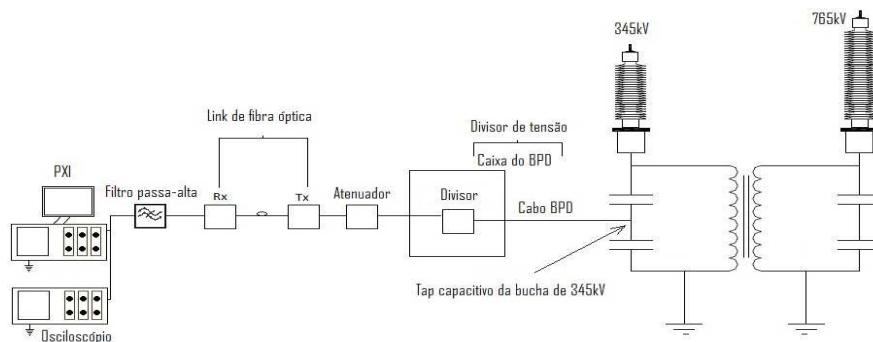 765kV
345kV
Link de fibra óptica
Divisor de tensão
Caixa do BPD
PXI
Filtro passa-alta
Rx
Tx
Atenuador
Divisor
Cabo BPD
Tap capacitivo da bucha de 345kV
Osciloscópio